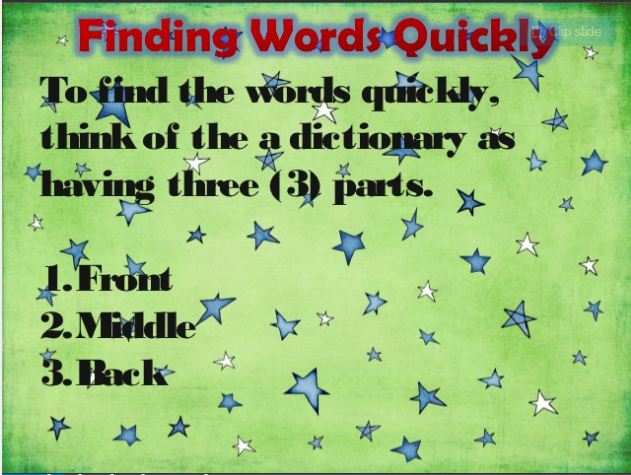 Finding Words Quickly
Clip slide
To find the words quickly,
think of the a dictionary as
having three (3) parts.
1. Front
2. Middle
3. Back